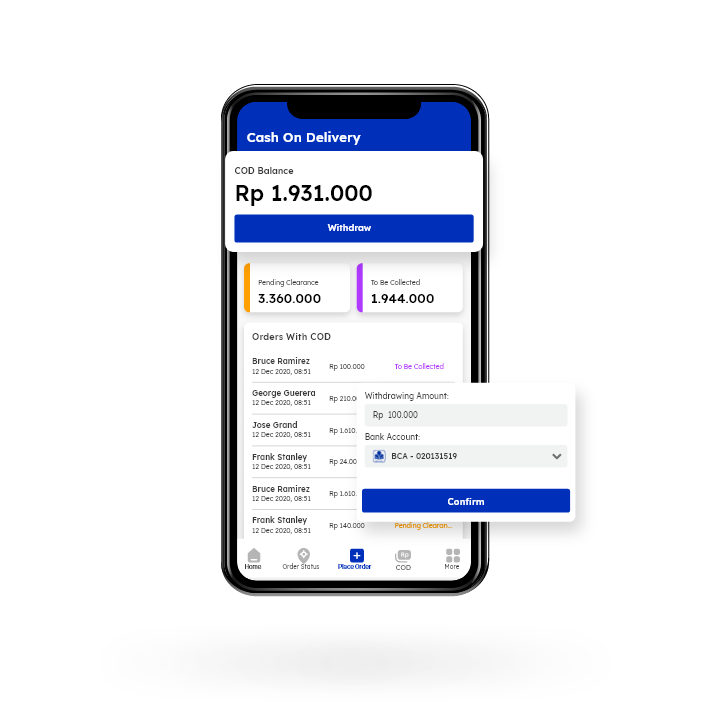 Cash On Delivery
COD Balance
Rp 1.931.000
Withdraw
Pending Clearance
3.360.000
To Be Collected
1.944.000
Orders With COD
Bruce Ramirez
12 Dec 2020, 08:51
Rp 100.000
To Be Collected
George Guerera
12 Dec 2020, 08:51
Rp 210.0
Jose Grand
12 Dec 2020, 08:51
Rp 1.610.
Frank Stanley
12 Dec 2020, 08:51
Rp 24.00
Bruce Ramirez
12 Dec 2020, 08:51
Rp 1.610.
Frank Stanley
12 Dec 2020, 08:51
Rp 140.000
Pending Clearan...
Withdrawing Amount:
Rp 100.000
Bank Account:
BCA - 020131519
Confirm
Home
Order Status
Place Order
Rp
COD
More